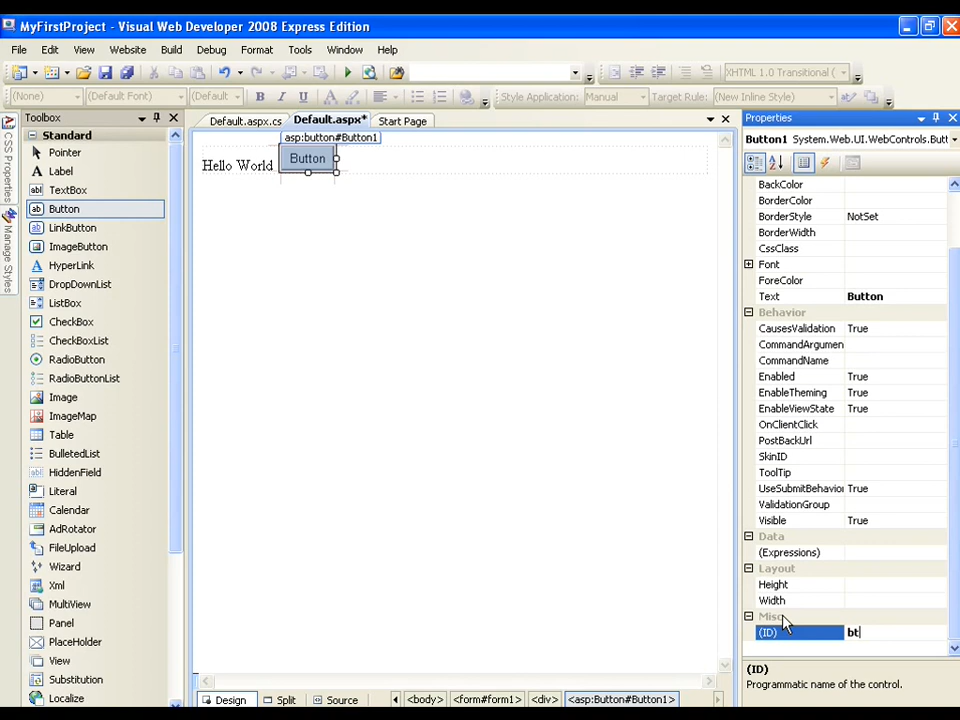 MyFirstProject - Visual Web Developer 2008 Express Edition
File Edit View Website Build Debug Format Tools Window Help
XHTML 1.0 Transitional (
(None) (Default Font) (Default B I U A Style Application: Manual Target Rule: (New Inline Style)
Toolbox
Default.aspx.cs Default.aspx* Start Page
Properties
CSS Properties
Manage Styles
Standard
Pointer
Label
TextBox
Button
LinkButton
ImageButton
HyperLink
DropDownList
ListBox
CheckBox
CheckBoxList
RadioButton
RadioButtonList
Image
ImageMap
Table
BulletedList
HiddenField
Literal
Calendar
AdRotator
FileUpload
Wizard
Xml
MultiView
Panel
PlaceHolder
View
Substitution
Localize
asp:button#Button1
Hello World Button
Design Split Source <body> <form#form1> <div> <asp:Button#Button1>
Button1 System.Web.UI.WebControls.Butt
BackColor
BorderColor
BorderStyle NotSet
BorderWidth
CssClass
Font
ForeColor
Text Button
Behavior
CausesValidation True
CommandArgumen
CommandName
Enabled True
EnableTheming True
EnableViewState True
OnClientClick
PostBackUrl
SkinID
ToolTip
UseSubmitBehavior True
ValidationGroup
Visible True
Data
(Expressions)
Layout
Height
Width
Misc
(ID) bt
(ID)
Programmatic name of the control.